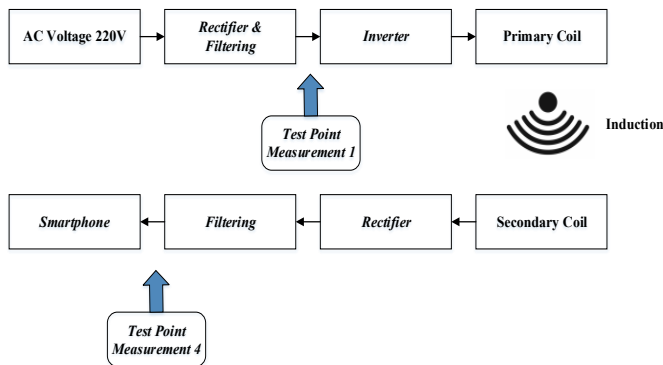 AC Voltage 220V
Rectifier &
Filtering
Inverter
Primary Coil
Test Point
Measurement 1
Induction
Smartphone
Filtering
Rectifier
Secondary Coil
Test Point
Measurement 4